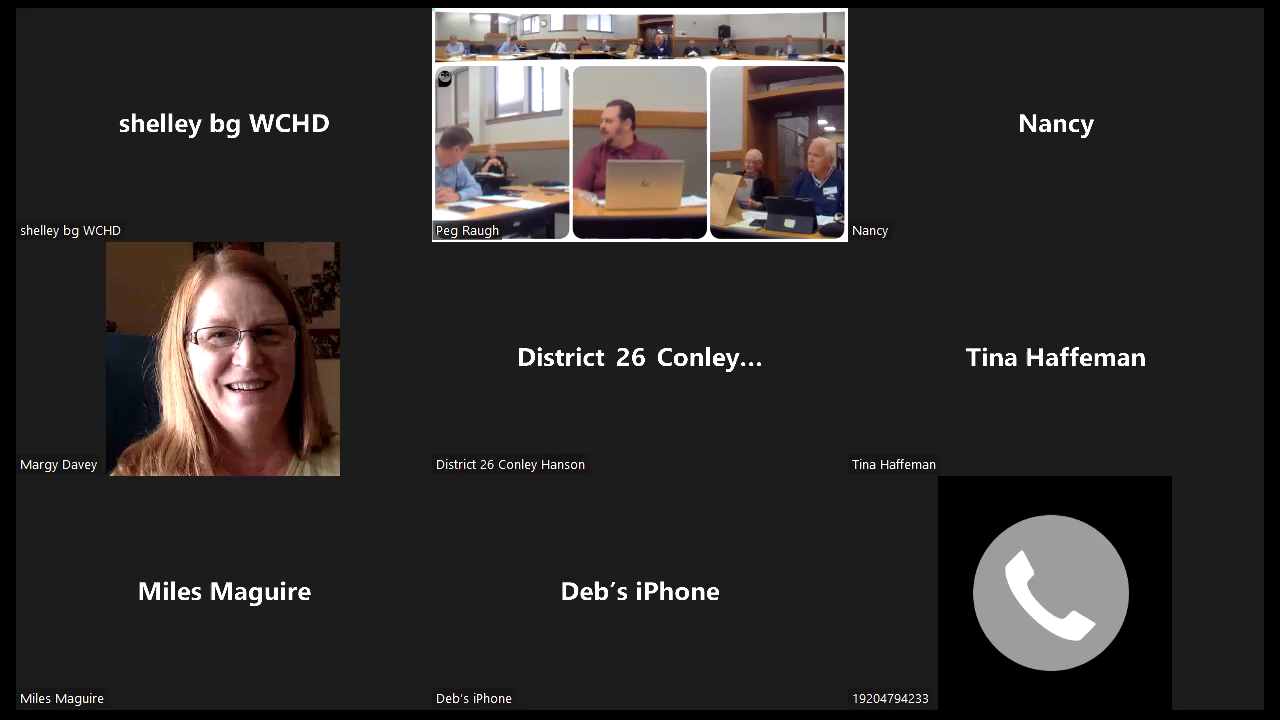 shelley bg WCHD
shelley bg WCHD
Peg Raugh
Nancy
Nancy
Margy Davey
District 26 Conley...
District 26 Conley Hanson
Tina Haffeman
Tina Haffeman
Miles Maguire
Miles Maguire
Deb's iPhone
Deb's iPhone
19204794233